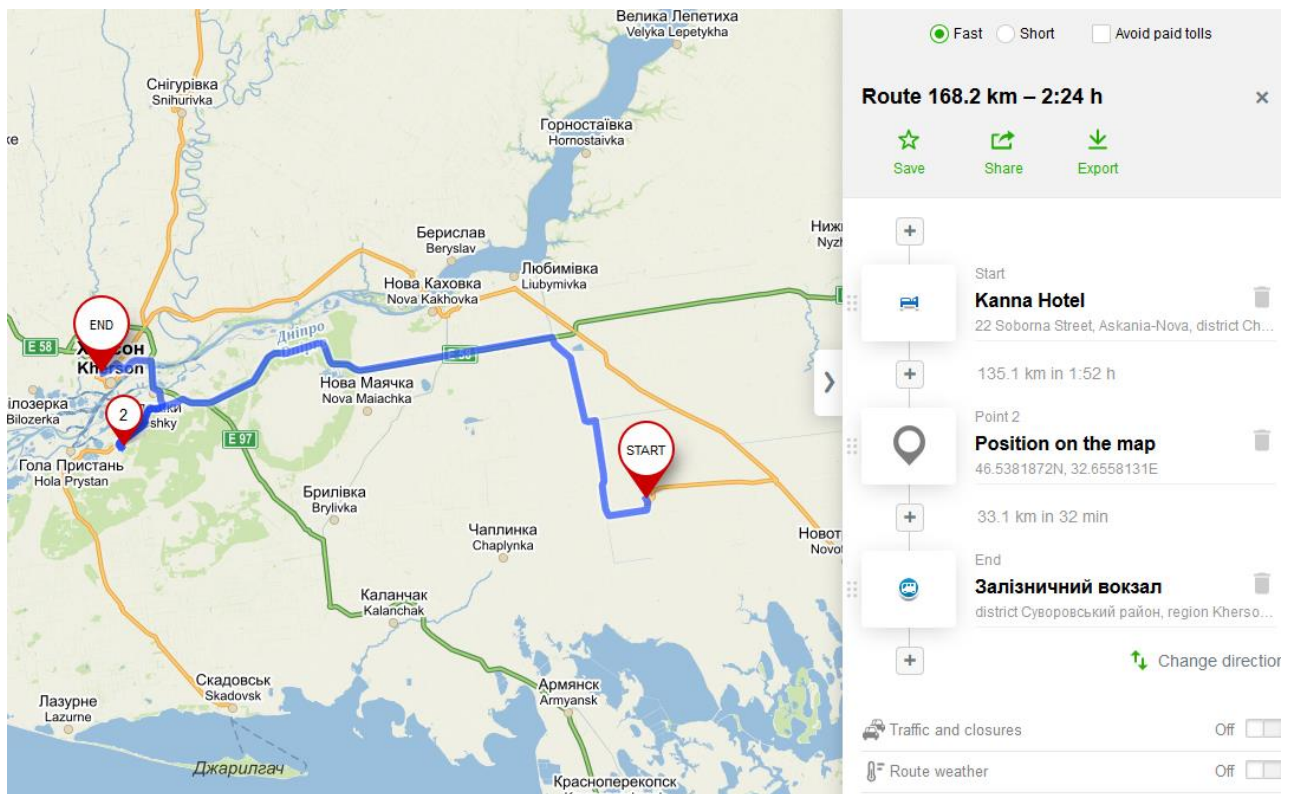 Велика Лепетиха
Velyka Lepetykha
Снігурівка
Snihurivka
Горностаївка
Hornostaivka
Берислав
Beryslav
Любимівка
Liubymivka
Нова Каховка
Nova Kakhovka
Дніпро
END
E 58
Kherson
2
Bilozerka
E 97
Нова Маячка
Nova Maiachka
START
Гола Пристань
Hola Prystan
Брилівка
Brylivka
Чаплинка
Chaplynka
Каланчак
Kalanchak
Скадовськ
Skadovsk
Армянск
Armyansk
Лазурне
Lazurne
Джарилгач
Красноперекопск
Fast
Short
Avoid paid tolls
Route 168.2 km – 2:24 h
×
Save
Share
Export
Start
Kanna Hotel
22 Soborna Street, Askania-Nova, district Ch...
135.1 km in 1:52 h
Point 2
Position on the map
46.5381872N, 32.6558131E
33.1 km in 32 min
End
Залізничний вокзал
district Суворовський район, region Kherso...
Change direction
Traffic and closures
Off
Route weather
Off